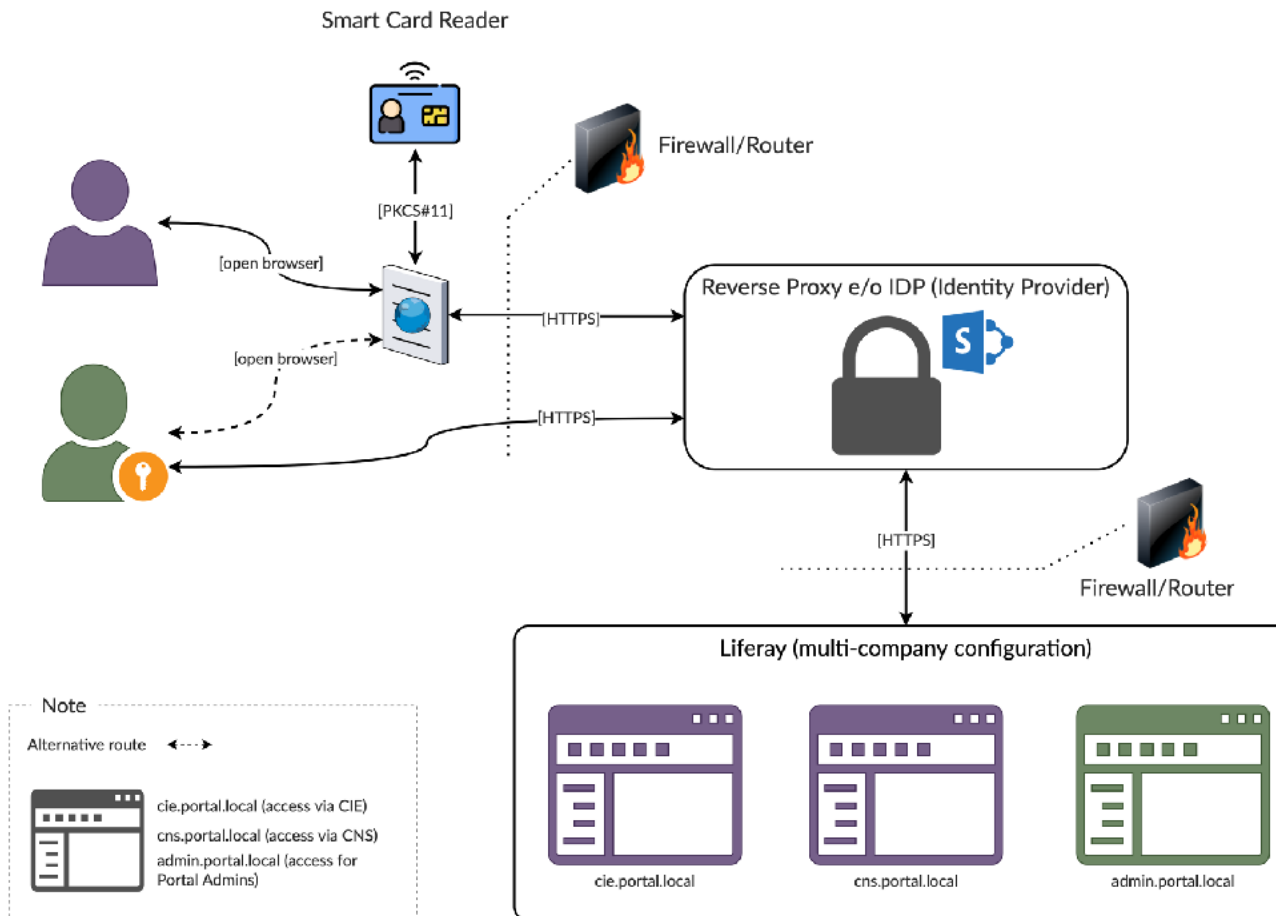 Smart Card Reader
Firewall/Router
[PKCS#11]
[open browser]
Reverse Proxy e/o IDP (Identity Provider)
[HTTPS]
S
[open browser]
[HTTPS]
[HTTPS]
Firewall/Router
Liferay (multi-company configuration)
Note
Alternative route
cie.portal.local (access via CIE)
cns.portal.local (access via CNS)
admin.portal.local (access for
Portal Admins)
cie.portal.local
cns.portal.local
admin.portal.local